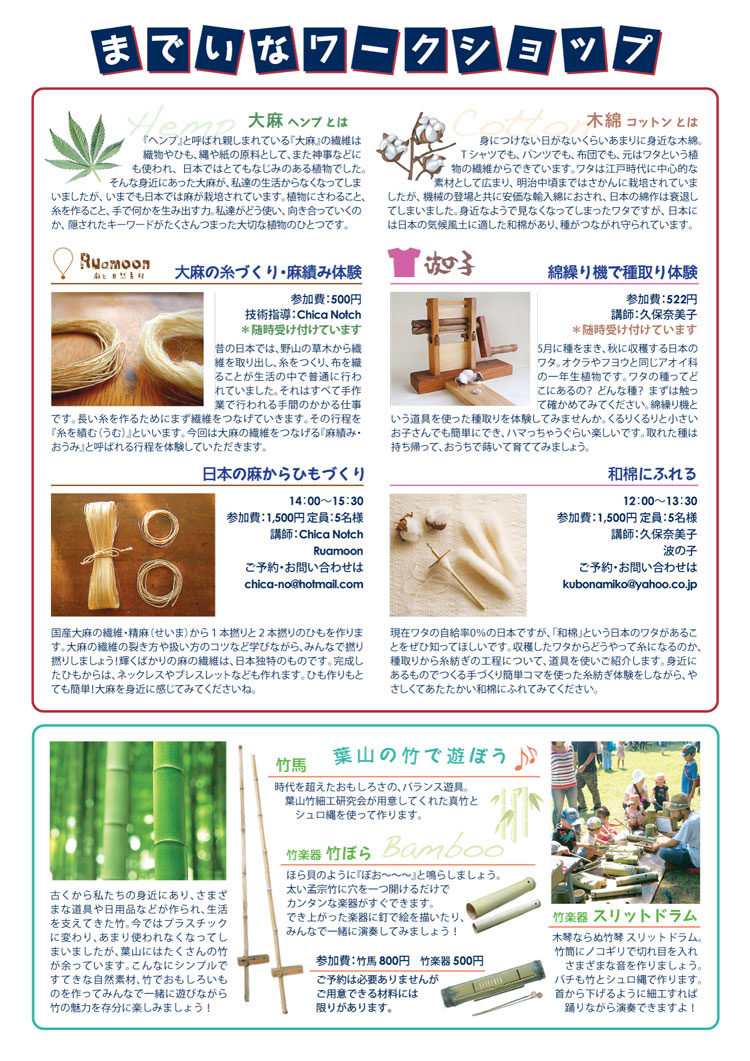 までいなワークショップ
Hemp
大麻 ヘンプ とは
『ヘンプ』と呼ばれ親しまれている『大麻』の繊維は
織物やひも、縄や紙の原料として、また神事などに
も使われ、日本ではとてもなじみのある植物でした。
そんな身近にあった大麻が、私達の生活からなくなってしま
いましたが、いまでも日本では麻が栽培されています。植物にさわること、
糸を作ること、手で何かを生み出す力。私達がどう使い、向き合っていくの
か、隠されたキーワードがたくさんつまった大切な植物のひとつです。
Cotton
木綿 コットン とは
身につけない日がないくらいあまりに身近な木綿。
Tシャツでも、パンツでも、布団でも、元はワタという植
物の繊維からできています。ワタは江戸時代に中心的な
素材として広まり、明治中頃まではさかんに栽培されていま
したが、機械の登場と共に安価な輸入綿におされ、日本の綿作は衰退し
てしまいました。身近なようで見なくなってしまったワタですが、日本に
は日本の気候風土に適した和棉があり、種がつながれ守られています。
Ruamoon
麻と自然素材
大麻の糸づくり・麻績み体験
参加費：500円
技術指導：Chica Notch
＊随時受け付けています
昔の日本では、野山の草木から繊
維を取り出し、糸をつくり、布を織
ることが生活の中で普通に行わ
れていました。それはすべて手作
業で行われる手間のかかる仕事
です。長い糸を作るためにまず繊維をつなげていきます。その行程を
『糸を績む（うむ）』といいます。今回は大麻の繊維をつなげる『麻績み・
おうみ』と呼ばれる行程を体験していただきます。
波の子
綿繰り機で種取り体験
参加費：522円
講師：久保奈美子
＊随時受け付けています
5月に種をまき、秋に収穫する日本の
ワタ。オクラやフヨウと同じアオイ科
の一年生植物です。ワタの種ってど
こにあるの？ どんな種？ まずは触っ
て確かめてみてください。綿繰り機と
いう道具を使った種取りを体験してみませんか。くるりくるりと小さい
お子さんでも簡単にでき、ハマっちゃうぐらい楽しいです。取れた種は
持ち帰って、おうちで蒔いて育ててみましょう。
日本の麻からひもづくり
14：00〜15：30
参加費：1,500円 定員：5名様
講師：Chica Notch
Ruamoon
ご予約・お問い合わせは
chica-no@hotmail.com
国産大麻の繊維・精麻（せいま）から１本撚りと２本撚りのひもを作りま
す。大麻の繊維の裂き方や扱い方のコツなど学びながら、みんなで撚り
撚りしましょう！輝くばかりの麻の繊維は、日本独特のものです。完成し
たひもからは、ネックレスやブレスレットなども作れます。ひも作りもと
ても簡単！大麻を身近に感じてみてくださいね。
和棉にふれる
12：00〜13：30
参加費：1,500円 定員：5名様
講師：久保奈美子
波の子
ご予約・お問い合わせは
kubonamiko@yahoo.co.jp
現在ワタの自給率0％の日本ですが、「和棉」という日本のワタがあるこ
とをぜひ知ってほしいです。収穫したワタからどうやって糸になるのか、
種取りから糸紡ぎの工程について、道具を使いご紹介します。身近に
あるものでつくる手づくり簡単コマを使った糸紡ぎ体験をしながら、や
さしくてあたたかい和棉にふれてみてください。
葉山の竹で遊ぼう
古くから私たちの身近にあり、さまざ
まな道具や日用品などが作られ、生活
を支えてきた竹。今ではプラスチック
に変わり、あまり使われなくなってし
まいましたが、葉山にはたくさんの竹
が余っています。こんなにシンプルで
すてきな自然素材、竹でおもしろいも
のを作ってみんなで一緒に遊びながら
竹の魅力を存分に楽しみましょう！
竹馬
時代を超えたおもしろさの、バランス遊具。
葉山竹細工研究会が用意してくれた真竹と
シュロ縄を使って作ります。
竹楽器 竹ぼら
Bamboo
ほら貝のように『ぼお〜〜〜』と鳴らしましょう。
太い孟宗竹に穴を一つ開けるだけで
カンタンな楽器がすぐできます。
でき上がった楽器に釘で絵を描いたり、
みんなで一緒に演奏してみましょう！
参加費：竹馬 800円 竹楽器 500円
ご予約は必要ありませんが
ご用意できる材料には
限りがあります。
竹楽器 スリットドラム
木琴ならぬ竹琴 スリットドラム。
竹筒にノコギリで切れ目を入れ
さまざまな音を作りましょう。
バチも竹とシュロ縄で作ります。
首から下げるように細工すれば
踊りながら演奏できますよ！